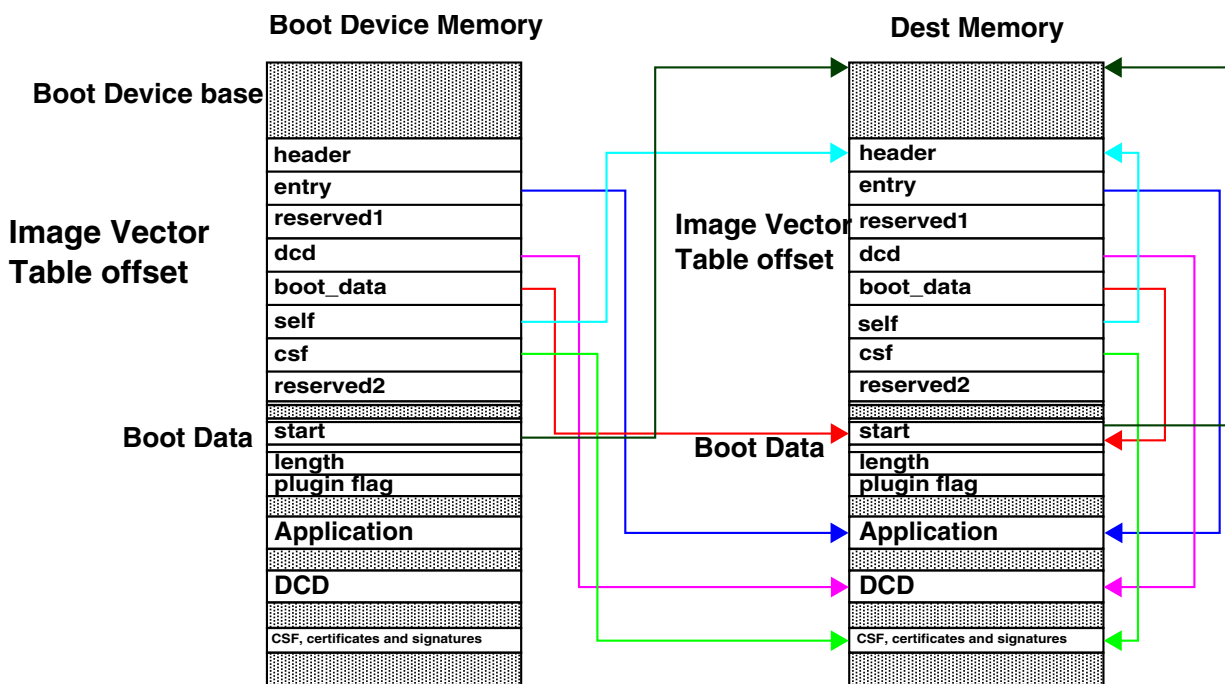 Boot Device Memory
Boot Device base
header
entry
reserved1
Image Vector
Table offset
dcd
boot_data
self
csf
reserved2
Boot Data
start
length
plugin flag
Application
DCD
CSF, certificates and signatures
Dest Memory
header
entry
reserved1
Image Vector
Table offset
dcd
boot_data
self
csf
reserved2
Boot Data
start
length
plugin flag
Application
DCD
CSF, certificates and signatures